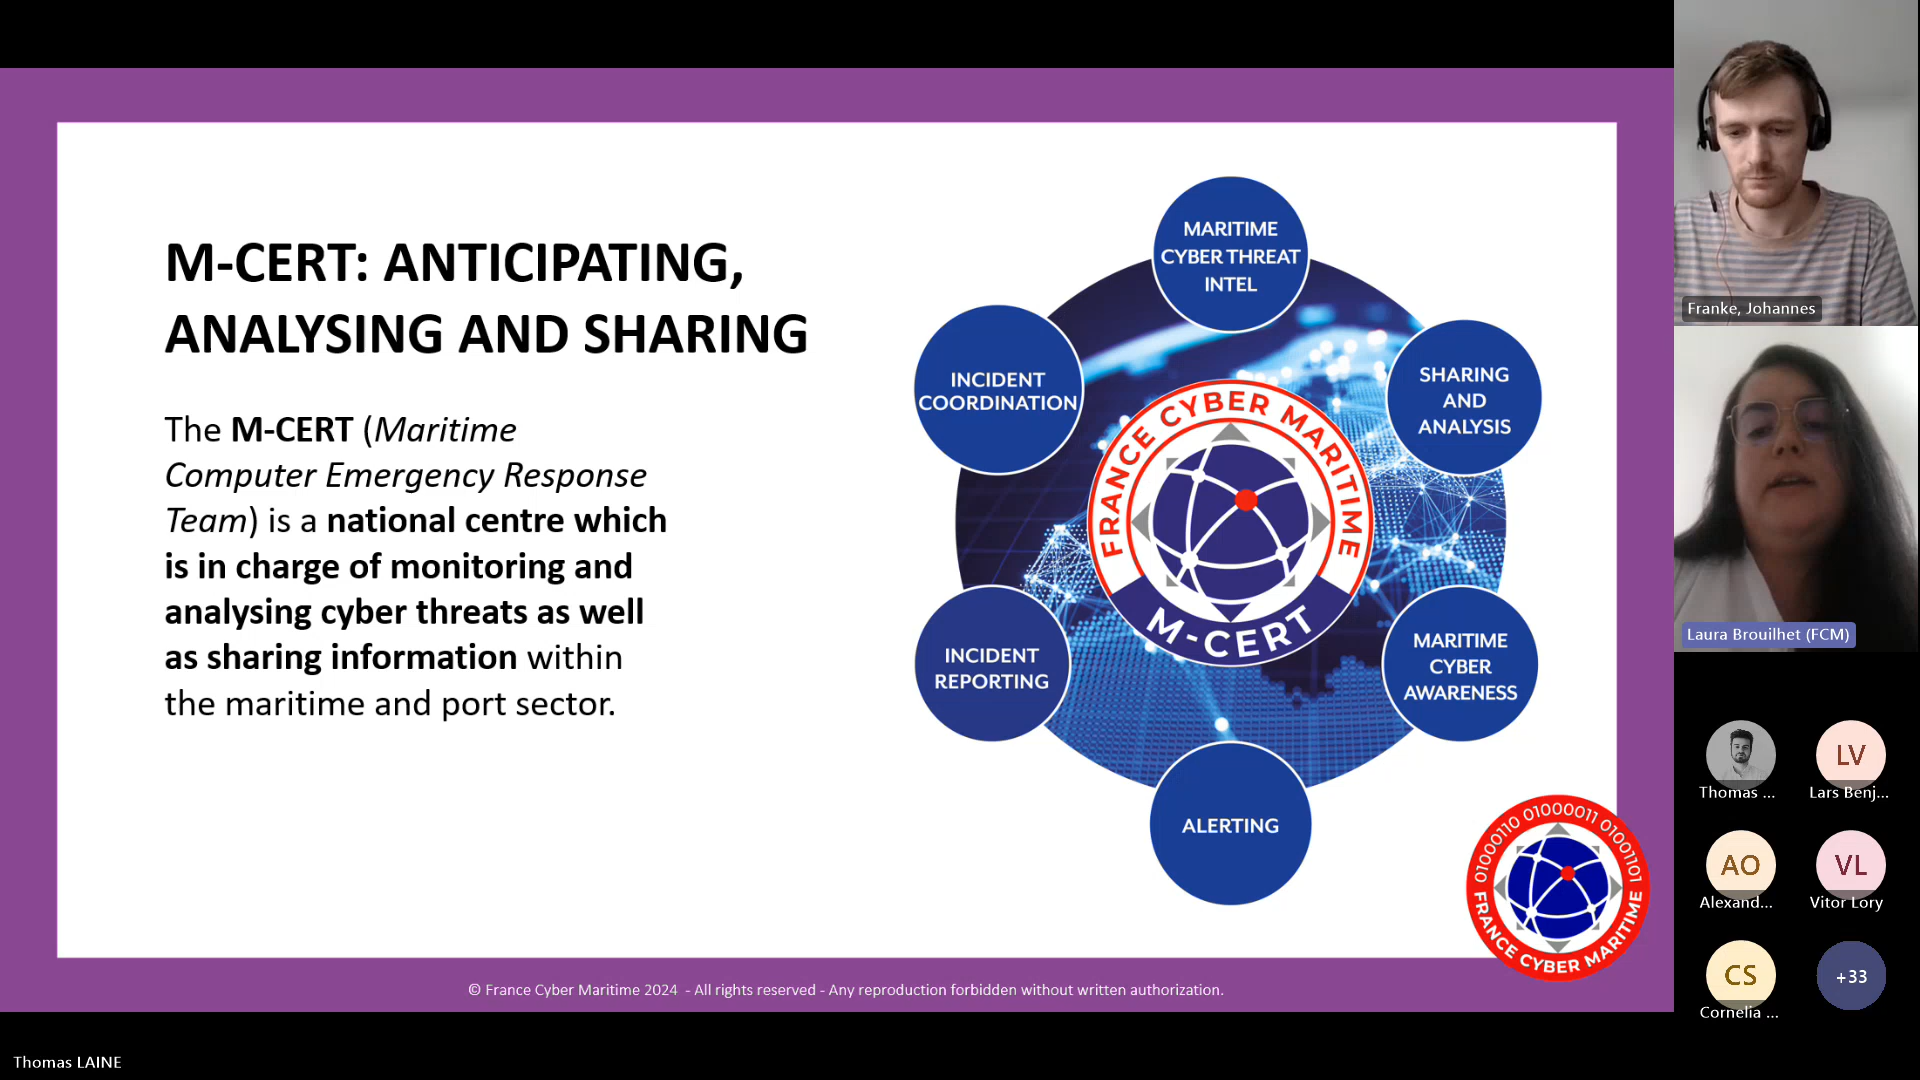 M-CERT: ANTICIPATING,
ANALYSING AND SHARING
The M-CERT (Maritime
Computer Emergency Response
Team) is a national centre which
is in charge of monitoring and
analysing cyber threats as well
as sharing information within
the maritime and port sector.
MARITIME
CYBER THREAT
INTEL
INCIDENT
COORDINATION
SHARING
AND
ANALYSIS
FRANCE CYBER MARITIME
M-CERT
INCIDENT
REPORTING
MARITIME
CYBER
AWARENESS
ALERTING
01000110 01000011 01001101
FRANCE CYBER MARITIME
© France Cyber Maritime 2024 - All rights reserved - Any reproduction forbidden without written authorization.
Thomas LAINE
Franke, Johannes
Laura Brouilhet (FCM)
Thomas ...
LV
Lars Benj...
AO
Alexand...
VL
Vitor Lory
CS
Cornelia ...
+33